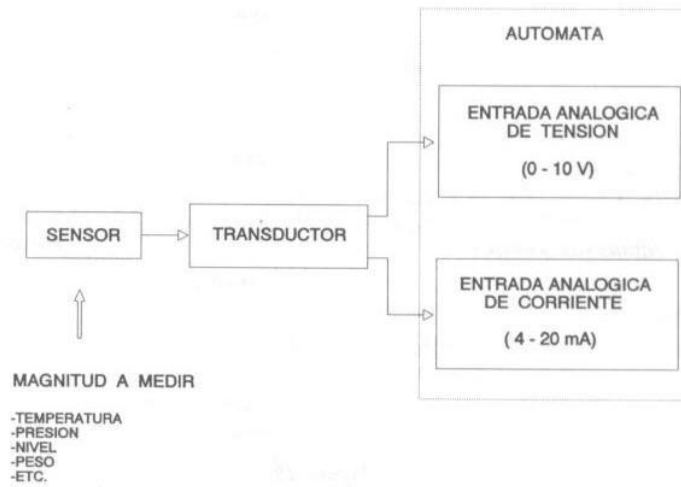 AUTOMATA
ENTRADA ANALOGICA
DE TENSION
(0 - 10 V)
SENSOR
TRANSDUCTOR
ENTRADA ANALOGICA
DE CORRIENTE
( 4 - 20 mA)
MAGNITUD A MEDIR
-TEMPERATURA
-PRESION
-NIVEL
-PESO
-ETC.